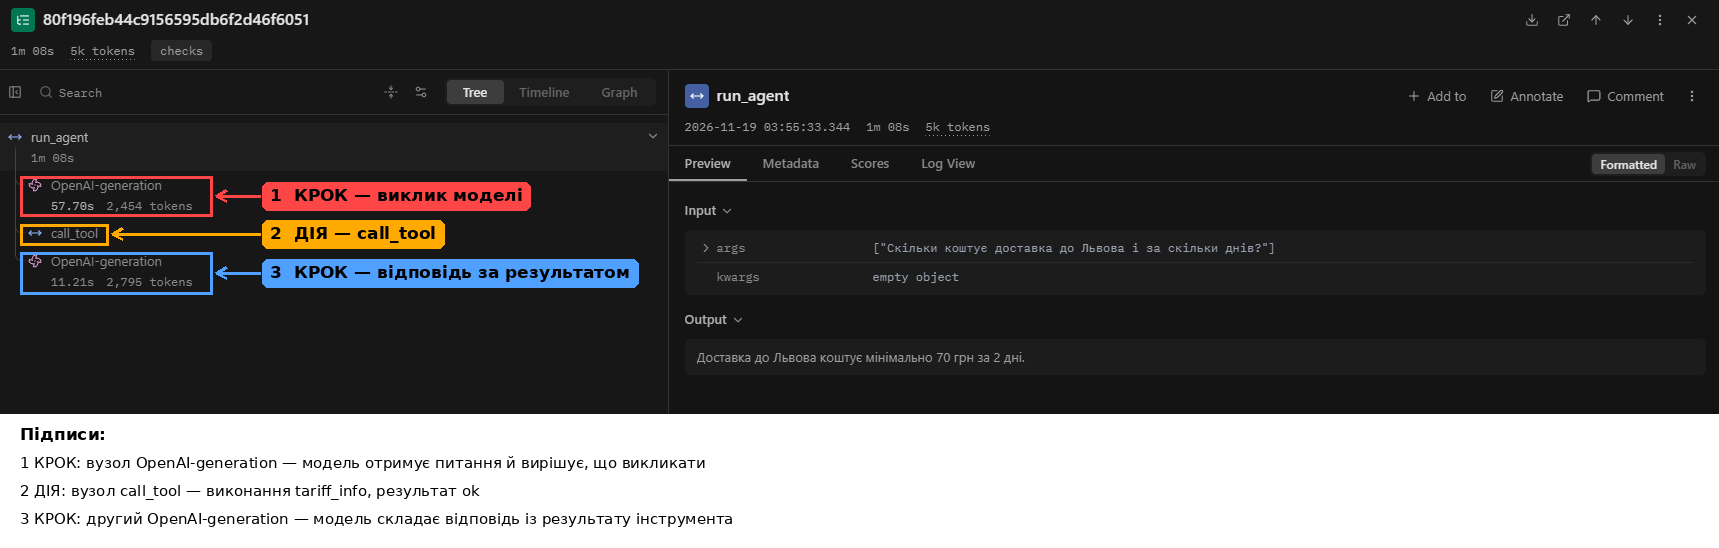 80f196feb44c9156595db6f2d46f6051
1m 08s 5k tokens checks
Search Tree Timeline Graph
run_agent
1m 08s
OpenAI-generation
57.70s 2,454 tokens
1 КРОК — виклик моделі
call_tool
2 ДІЯ — call_tool
OpenAI-generation
11.21s 2,795 tokens
3 КРОК — відповідь за результатом
run_agent
Add to Annotate Comment
2026-11-19 03:55:33.344 1m 08s 5k tokens
Preview Metadata Scores Log View Formatted Raw
Input
args ["Скільки коштує доставка до Львова і за скільки днів?"]
kwargs empty object
Output
Доставка до Львова коштує мінімально 70 грн за 2 дні.
Підписи:
1 КРОК: вузол OpenAI-generation — модель отримує питання й вирішує, що викликати
2 ДІЯ: вузол call_tool — виконання tariff_info, результат ok
3 КРОК: другий OpenAI-generation — модель складає відповідь із результату інструмента